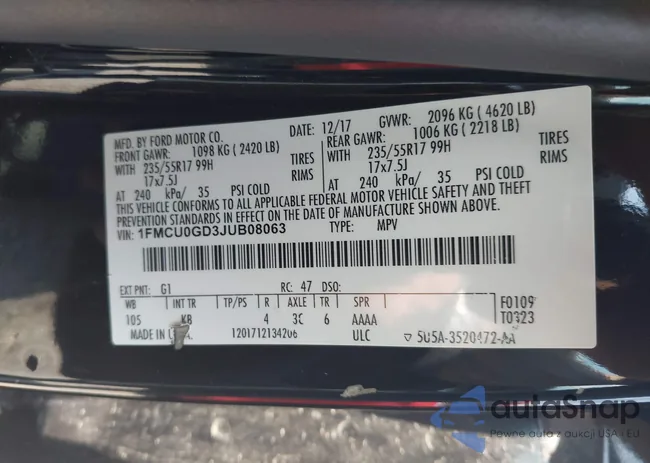 MFD. BY FORD MOTOR CO.
DATE: 12/17 GVWR: 2096 KG ( 4620 LB)
FRONT GAWR: 1098 KG (2420 LB) REAR GAWR: 1006 KG ( 2218 LB)
WITH 235/55R17 99H TIRES WITH 235/55R17 99H TIRES
17x7.5J RIMS 17x7.5J RIMS
AT 240 kPa/ 35 PSI COLD AT 240 kPa/ 35 PSI COLD
THIS VEHICLE CONFORMS TO ALL APPLICABLE FEDERAL MOTOR VEHICLE SAFETY AND THEFT
PREVENTION STANDARDS IN EFFECT ON THE DATE OF MANUFACTURE SHOWN ABOVE.
VIN: 1FMCU0GD3JUB08063 TYPE: MPV
EXT PNT: G1 RC: 47 DSO:
WB INT TR TP/PS R AXLE TR SPR F0109
105 KB 4 3C 6 AAAA T0323
MADE IN U.S.A. 1201712134206 ULC ▽ 5U5A-3520472-AA
autoSnap
Pewne auta z aukcji USA i EU